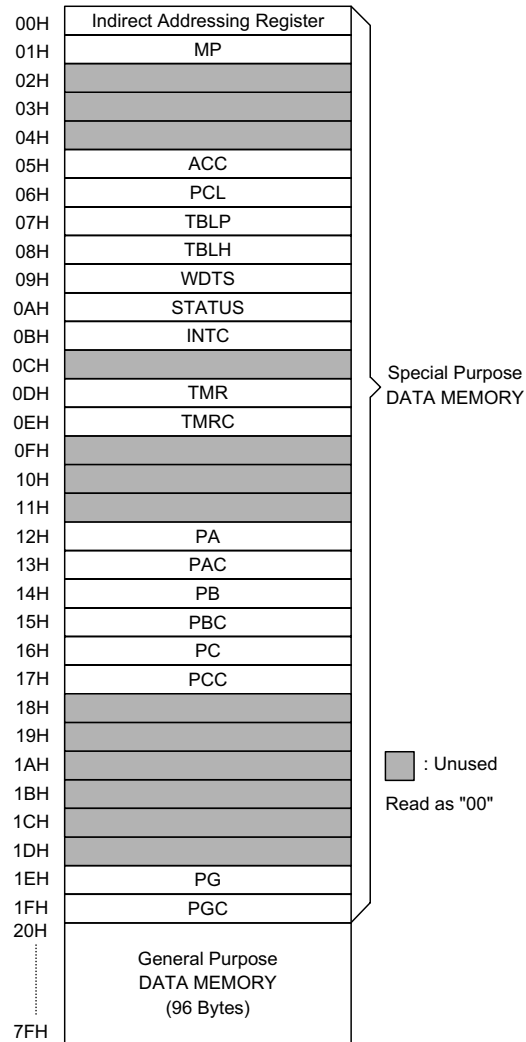 00H Indirect Addressing Register
01H MP
02H
03H
04H
05H ACC
06H PCL
07H TBLP
08H TBLH
09H WDTS
0AH STATUS
0BH INTC
0CH
0DH TMR
0EH TMRC
0FH
10H
11H
12H PA
13H PAC
14H PB
15H PBC
16H PC
17H PCC
18H
19H
1AH
1BH
1CH
1DH
1EH PG
1FH PGC
20H
General Purpose
DATA MEMORY
(96 Bytes)
7FH
Special Purpose
DATA MEMORY
: Unused
Read as "00"